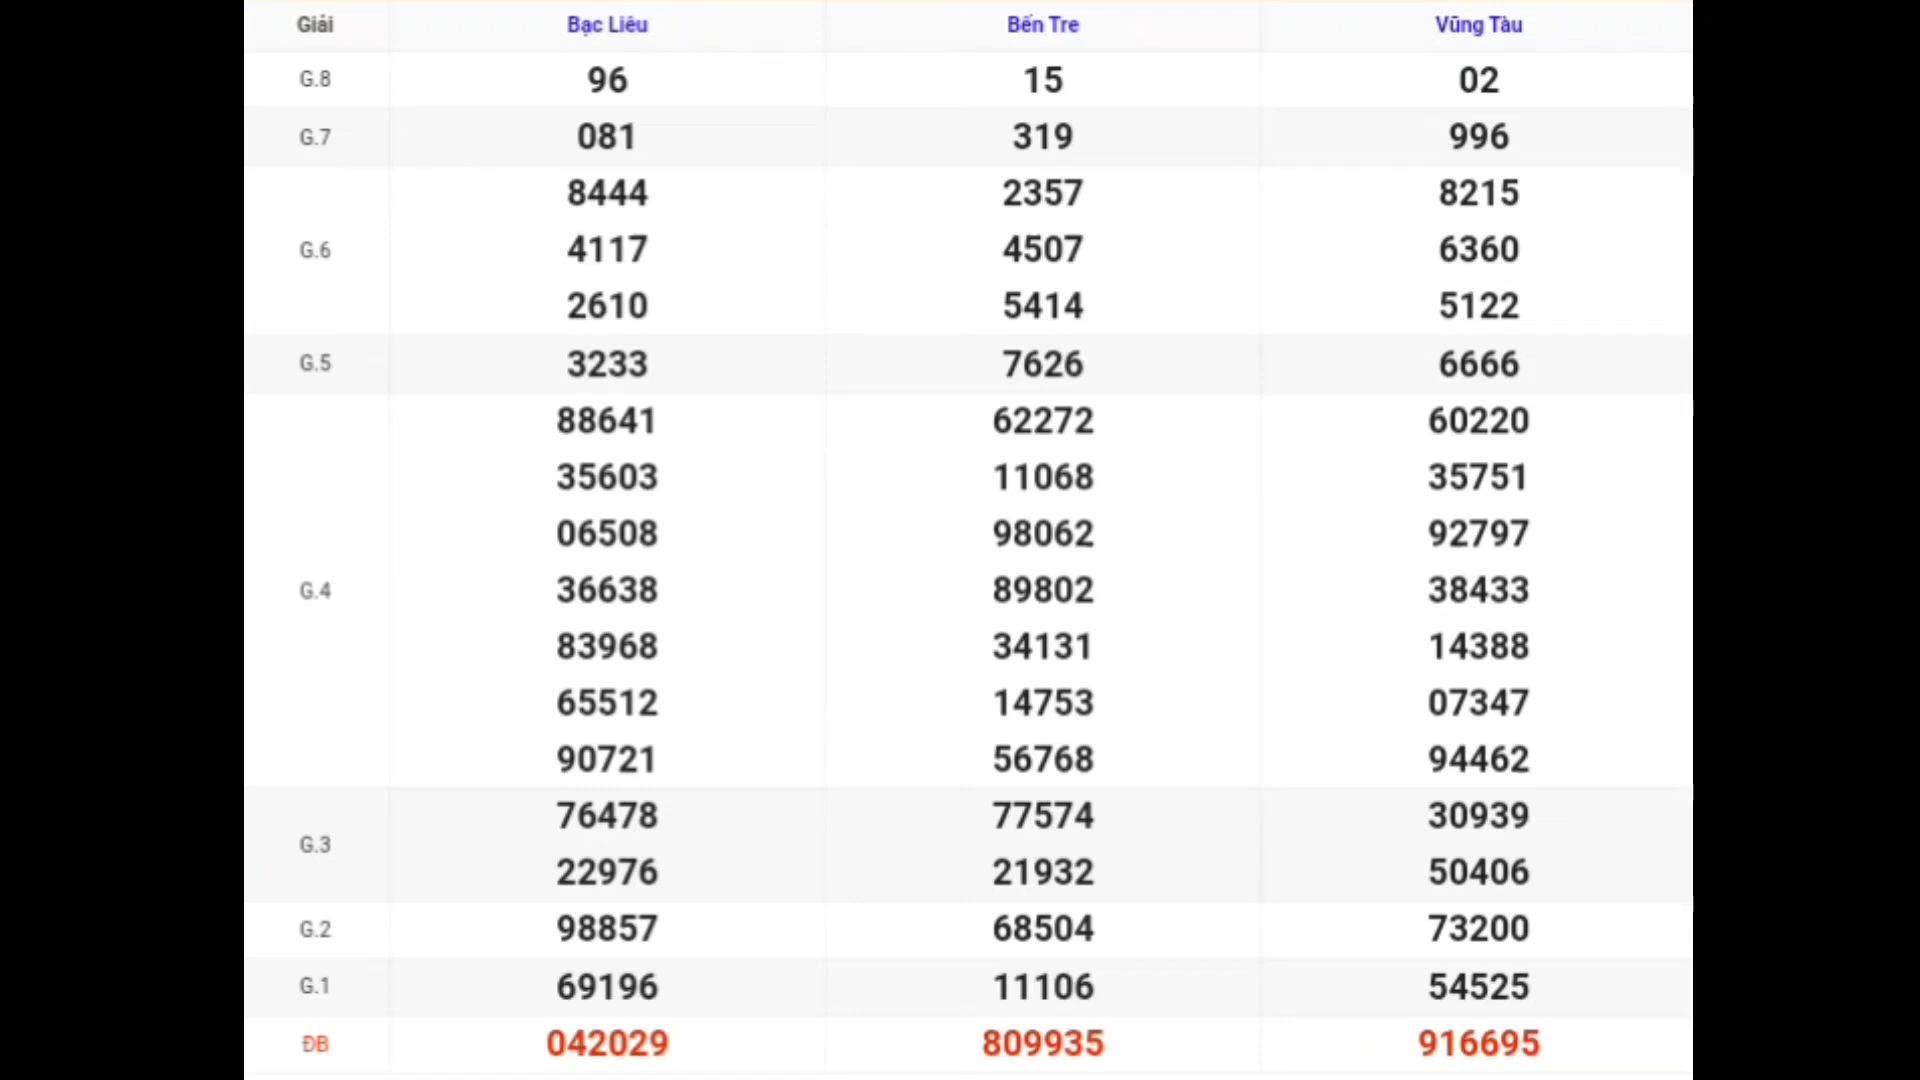 Giải Bạc Liêu Bến Tre Vũng Tàu
G.8 96 15 02
G.7 081 319 996
8444 2357 8215
G.6 4117 4507 6360
2610 5414 5122
G.5 3233 7626 6666
88641 62272 60220
35603 11068 35751
06508 98062 92797
G.4 36638 89802 38433
83968 34131 14388
65512 14753 07347
90721 56768 94462
76478 77574 30939
G.3
22976 21932 50406
G.2 98857 68504 73200
G.1 69196 11106 54525
ĐB 042029 809935 916695